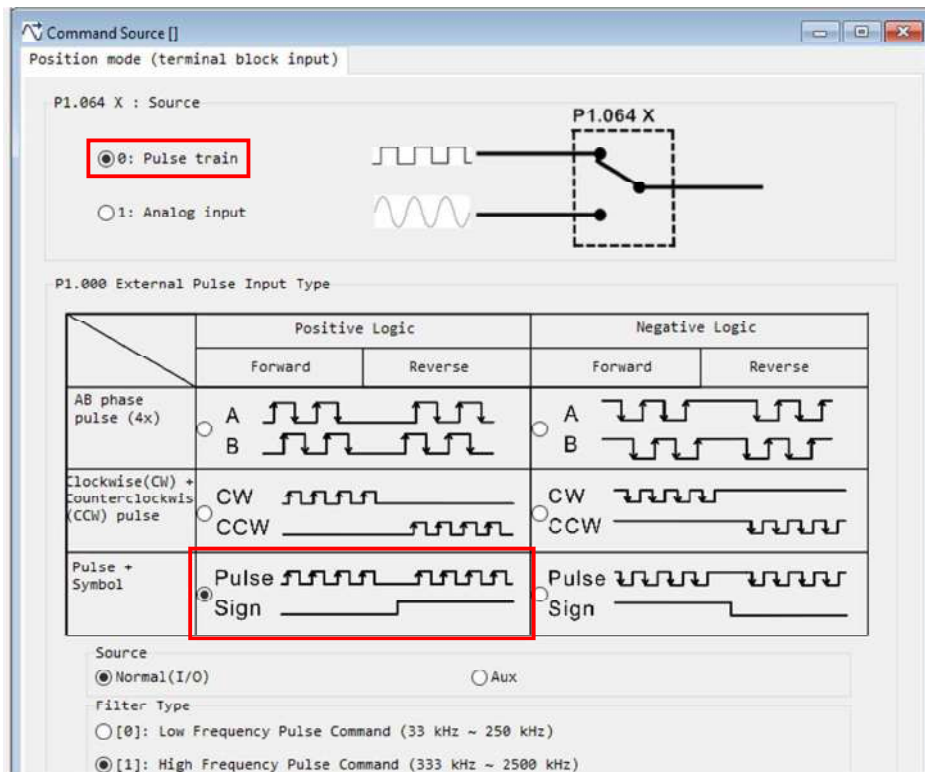 Command Source []
Position mode (terminal block input)
P1.064 X : Source
P1.064 X
0: Pulse train
1: Analog input
P1.000 External Pulse Input Type
Positive Logic
Negative Logic
Forward
Reverse
Forward
Reverse
AB phase
pulse (4x)
A
B
A
B
Clockwise(CW) +
Counterclockwis
(CCW) pulse
CW
CCW
CW
CCW
Pulse +
Symbol
Pulse
Sign
Pulse
Sign
Source
Normal(I/O)
Aux
Filter Type
[0]: Low Frequency Pulse Command (33 kHz ~ 250 kHz)
[1]: High Frequency Pulse Command (333 kHz ~ 2500 kHz)